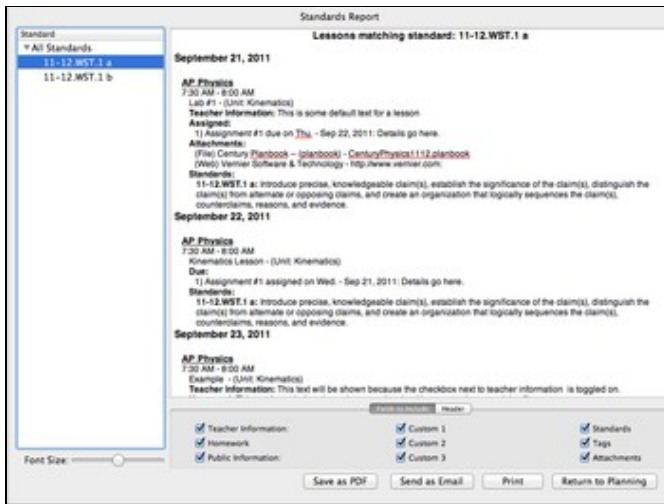 Standards Report
Standard
All Standards
11-12.WST.1 a
11-12.WST.1 b
Lessons matching standard: 11-12.WST.1 a
September 21, 2011
AP Physics
7:30 AM - 8:00 AM
Lab #1 - (Unit: Kinematics)
Teacher Information: This is some default text for a lesson
Assigned:
1) Assignment #1 due on Thu. - Sep 22, 2011: Details go here.
Attachments:
(File) Century Planbook -- (planbook) - CenturyPhysics1112.planbook
(Web) Vernier Software & Technology - http://www.vernier.com:
Standards:
11-12.WST.1 a: Introduce precise, knowledgeable claim(s), establish the significance of the claim(s), distinguish the
claim(s) from alternate or opposing claims, and create an organization that logically sequences the claim(s),
counterclaims, reasons, and evidence.
September 22, 2011
AP Physics
7:30 AM - 8:00 AM
Kinematics Lesson - (Unit: Kinematics)
Due:
1) Assignment #1 assigned on Wed. - Sep 21, 2011: Details go here.
Standards:
11-12.WST.1 a: Introduce precise, knowledgeable claim(s), establish the significance of the claim(s), distinguish the
claim(s) from alternate or opposing claims, and create an organization that logically sequences the claim(s),
counterclaims, reasons, and evidence.
September 23, 2011
AP Physics
7:30 AM - 8:00 AM
Example - (Unit: Kinematics)
Teacher Information: This text will be shown because the checkbox next to teacher information is toggled on.
Fields to Include Header
Teacher Information: Custom 1 Standards
Homework Custom 2 Tags
Public Information: Custom 3 Attachments
Font Size:
Save as PDF Send as Email Print Return to Planning